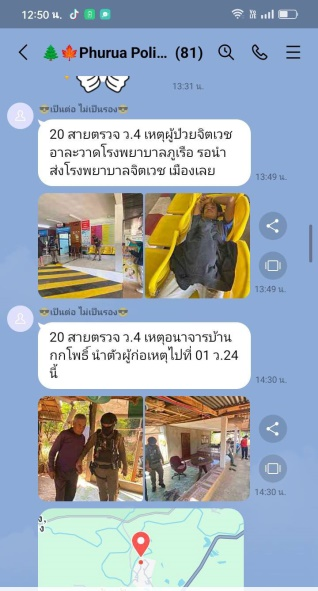 12:50 น.
🌲🍁Phurua Poli... (81)
13:31 น.
😎เป็นต่อ ไม่เป็นรอง😎
20 สายตรวจ ว.4 เหตุผู้ป่วยจิตเวช
อาละวาดโรงพยาบาลภูเรือ รอนำ
ส่งโรงพยาบาลจิตเวช เมืองเลย
13:49 น.
13:49 น.
😎เป็นต่อ ไม่เป็นรอง😎
20 สายตรวจ ว.4 เหตุอนาจารบ้าน
กกโพธิ์ นำตัวผู้ก่อเหตุไปที่ 01 ว.24
นี้
14:30 น.
14:30 น.